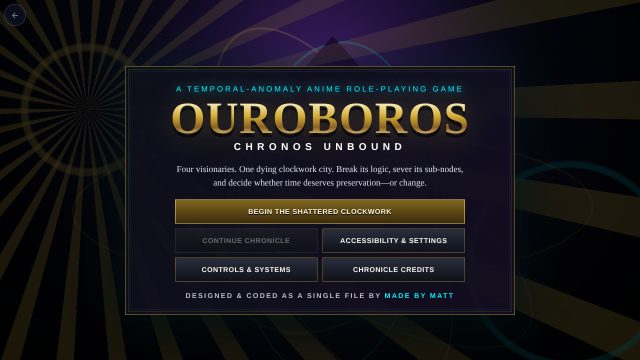 ←
A TEMPORAL-ANOMALY ANIME ROLE-PLAYING GAME
OUROBOROS
CHRONOS UNBOUND
Four visionaries. One dying clockwork city. Break its logic, sever its sub-nodes,
and decide whether time deserves preservation—or change.
BEGIN THE SHATTERED CLOCKWORK
CONTINUE CHRONICLE
ACCESSIBILITY & SETTINGS
CONTROLS & SYSTEMS
CHRONICLE CREDITS
DESIGNED & CODED AS A SINGLE FILE BY MADE BY MATT